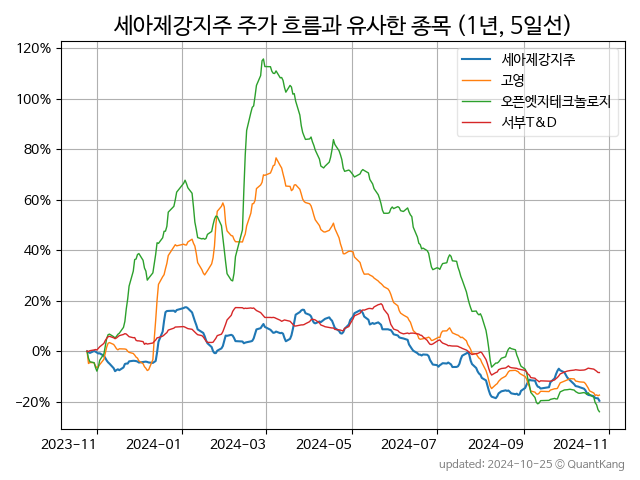 세아제강지주 주가 흐름과 유사한 종목 (1년, 5일선)
120%
100%
80%
60%
40%
20%
0%
−20%
세아제강지주
고영
오픈엣지테크놀로지
서부T&D
2023-11
2024-01
2024-03
2024-05
2024-07
2024-09
2024-11
updated: 2024-10-25 © QuantKang